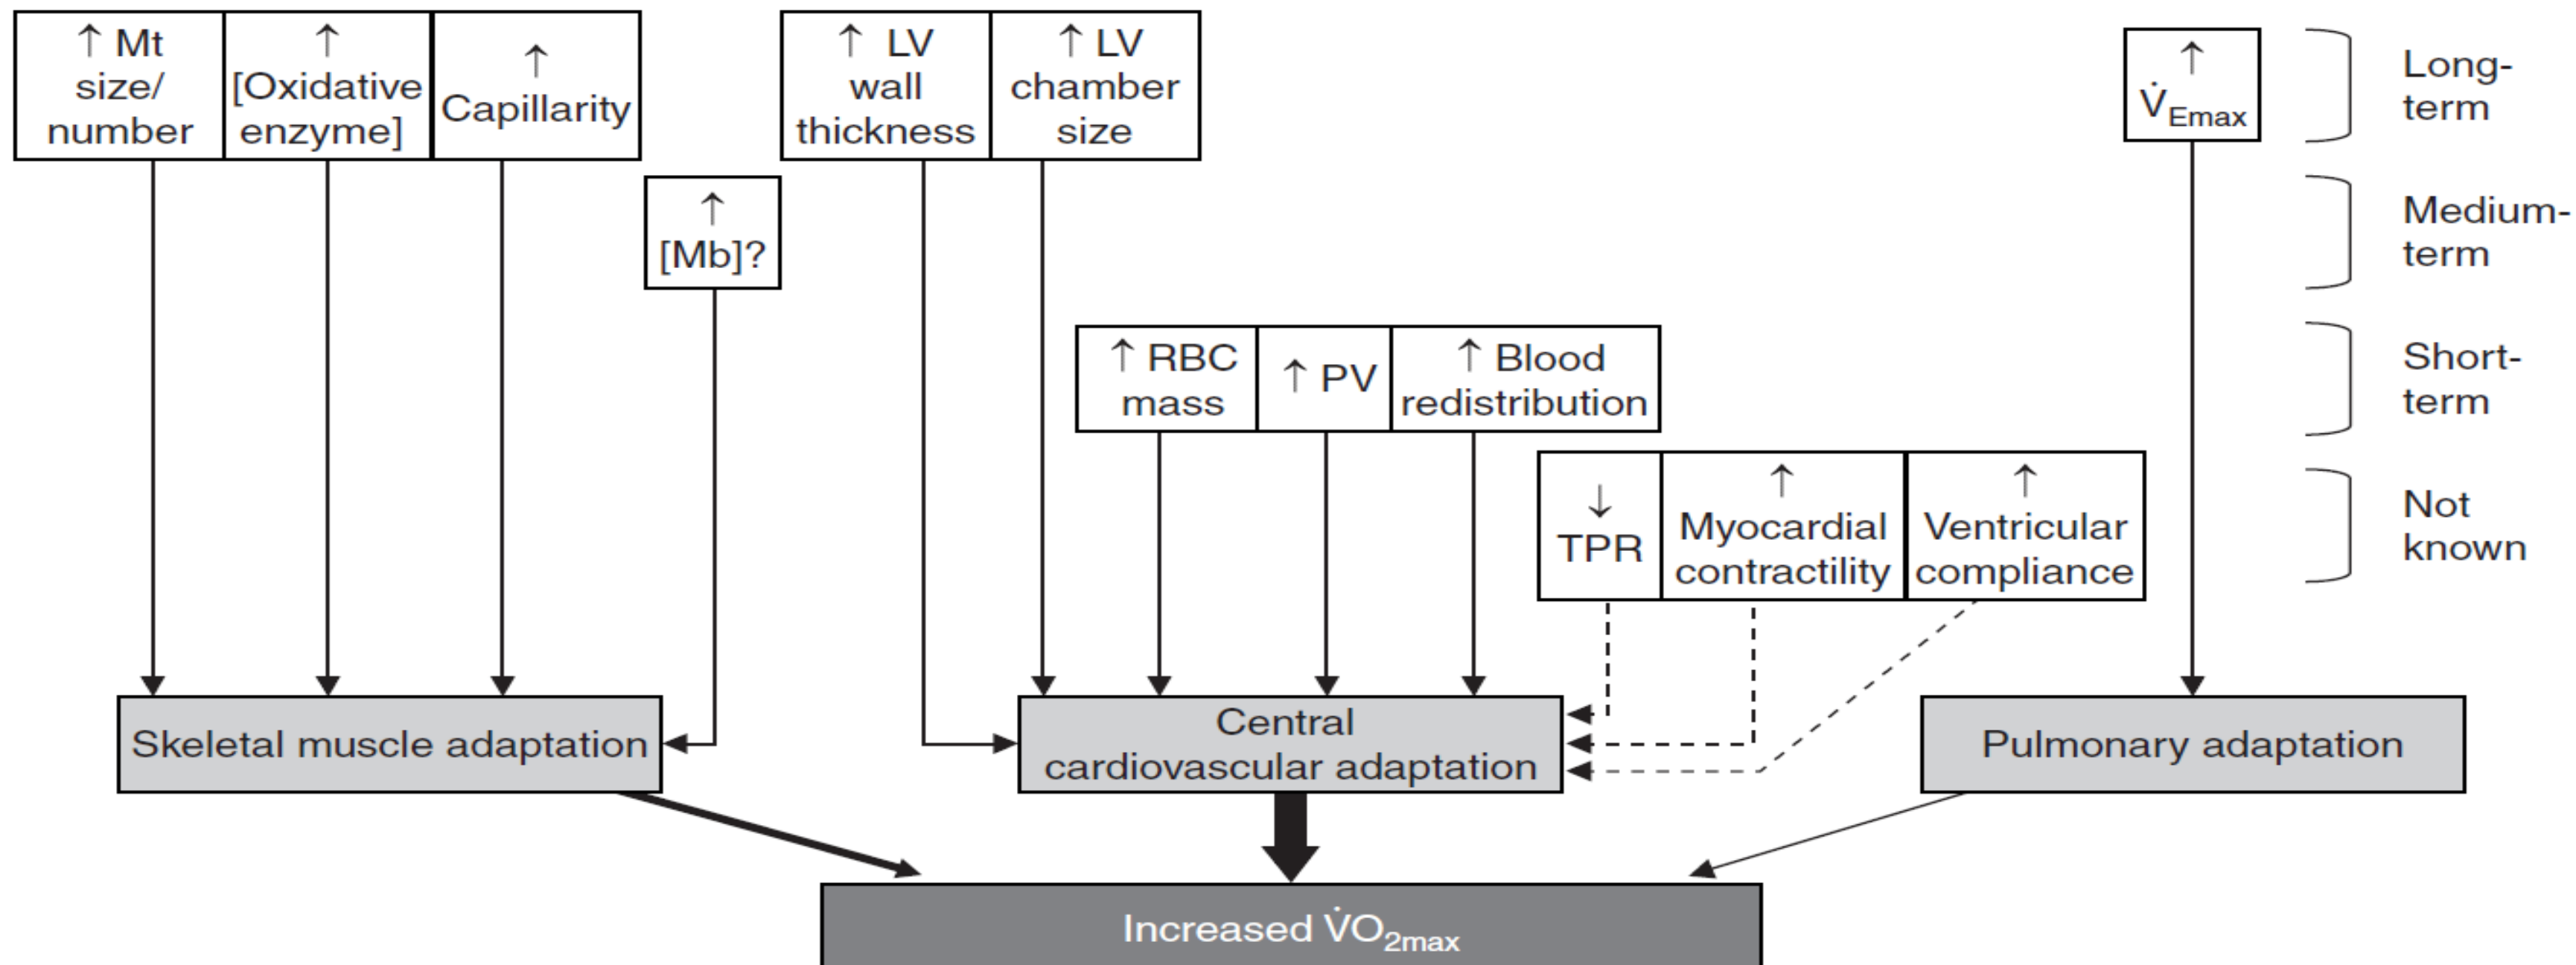 ↑ Mt
size/
number
↑
[Oxidative
enzyme]
↑
Capillarity
↑ LV
wall
thickness
↑ LV
chamber
size
↑
V̇Emax
Long-
term
↑
[Mb]?
Medium-
term
↑ RBC
mass
↑ PV
↑ Blood
redistribution
Short-
term
↓
TPR
↑
Myocardial
contractility
↑
Ventricular
compliance
Not
known
Skeletal muscle adaptation
Central
cardiovascular adaptation
Pulmonary adaptation
Increased V̇O2max